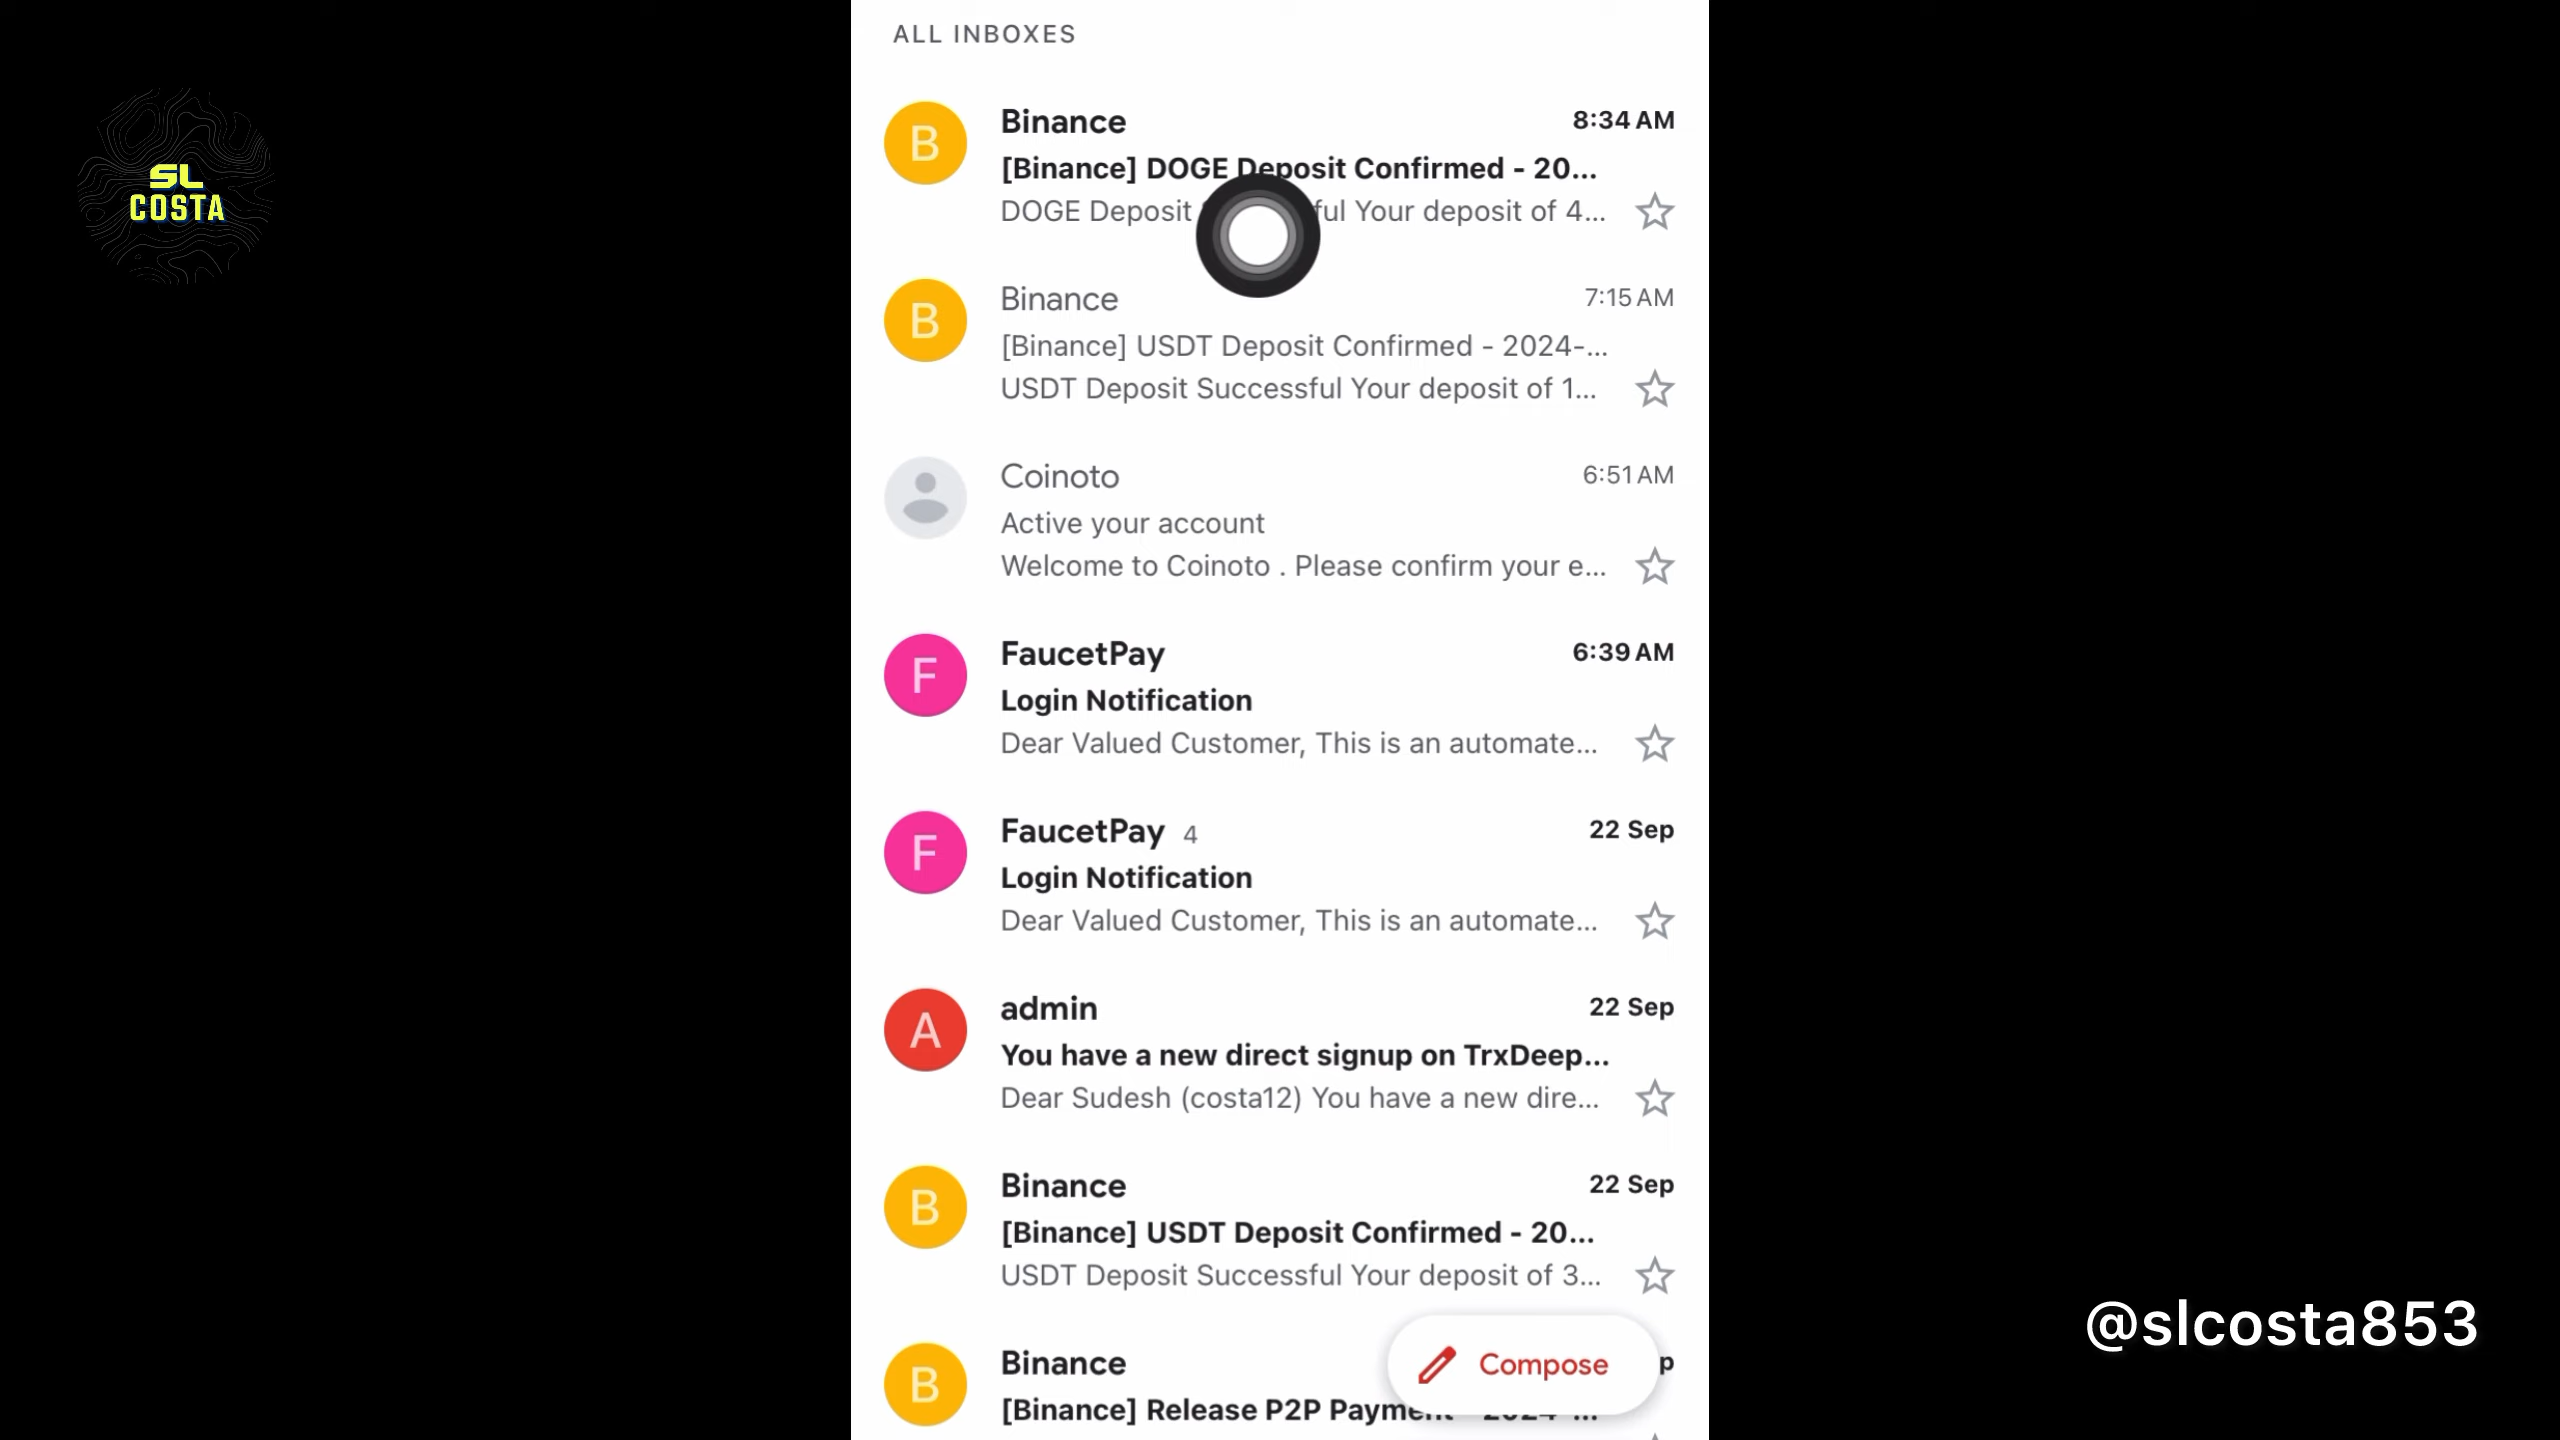 ALL INBOXES
SL
COSTA
B
Binance
8:34 AM
[Binance] DOGE Deposit Confirmed - 20...
DOGE Deposit ful Your deposit of 4...
B
Binance
7:15 AM
[Binance] USDT Deposit Confirmed - 2024-...
USDT Deposit Successful Your deposit of 1...
Coinoto
6:51 AM
Active your account
Welcome to Coinoto . Please confirm your e...
F
FaucetPay
6:39 AM
Login Notification
Dear Valued Customer, This is an automate...
F
FaucetPay 4
22 Sep
Login Notification
Dear Valued Customer, This is an automate...
A
admin
22 Sep
You have a new direct signup on TrxDeep...
Dear Sudesh (costa12) You have a new dire...
B
Binance
22 Sep
[Binance] USDT Deposit Confirmed - 20...
USDT Deposit Successful Your deposit of 3...
B
Binance
[Binance] Release P2P Payment - 2024-...
Compose
@slcosta853